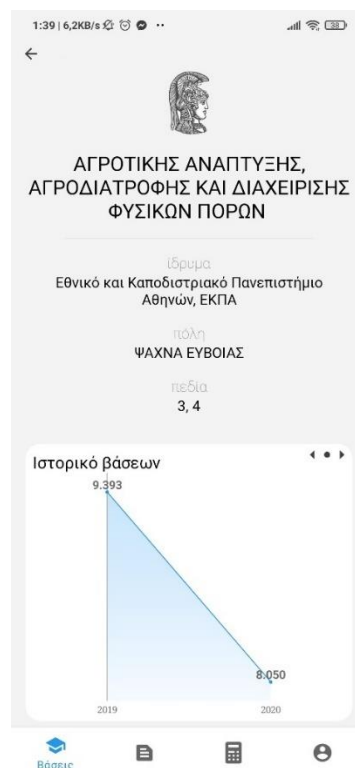 1:39 | 6,2KB/s
38
ΑΓΡΟΤΙΚΗΣ ΑΝΑΠΤΥΞΗΣ,
ΑΓΡΟΔΙΑΤΡΟΦΗΣ ΚΑΙ ΔΙΑΧΕΙΡΙΣΗΣ
ΦΥΣΙΚΩΝ ΠΟΡΩΝ
ίδρυμα
Εθνικό και Καποδιστριακό Πανεπιστήμιο
Αθηνών, ΕΚΠΑ
πόλη
ΨΑΧΝΑ ΕΥΒΟΙΑΣ
πεδία
3, 4
Ιστορικό βάσεων
9.393
8.050
2019 2020
Βάσεις